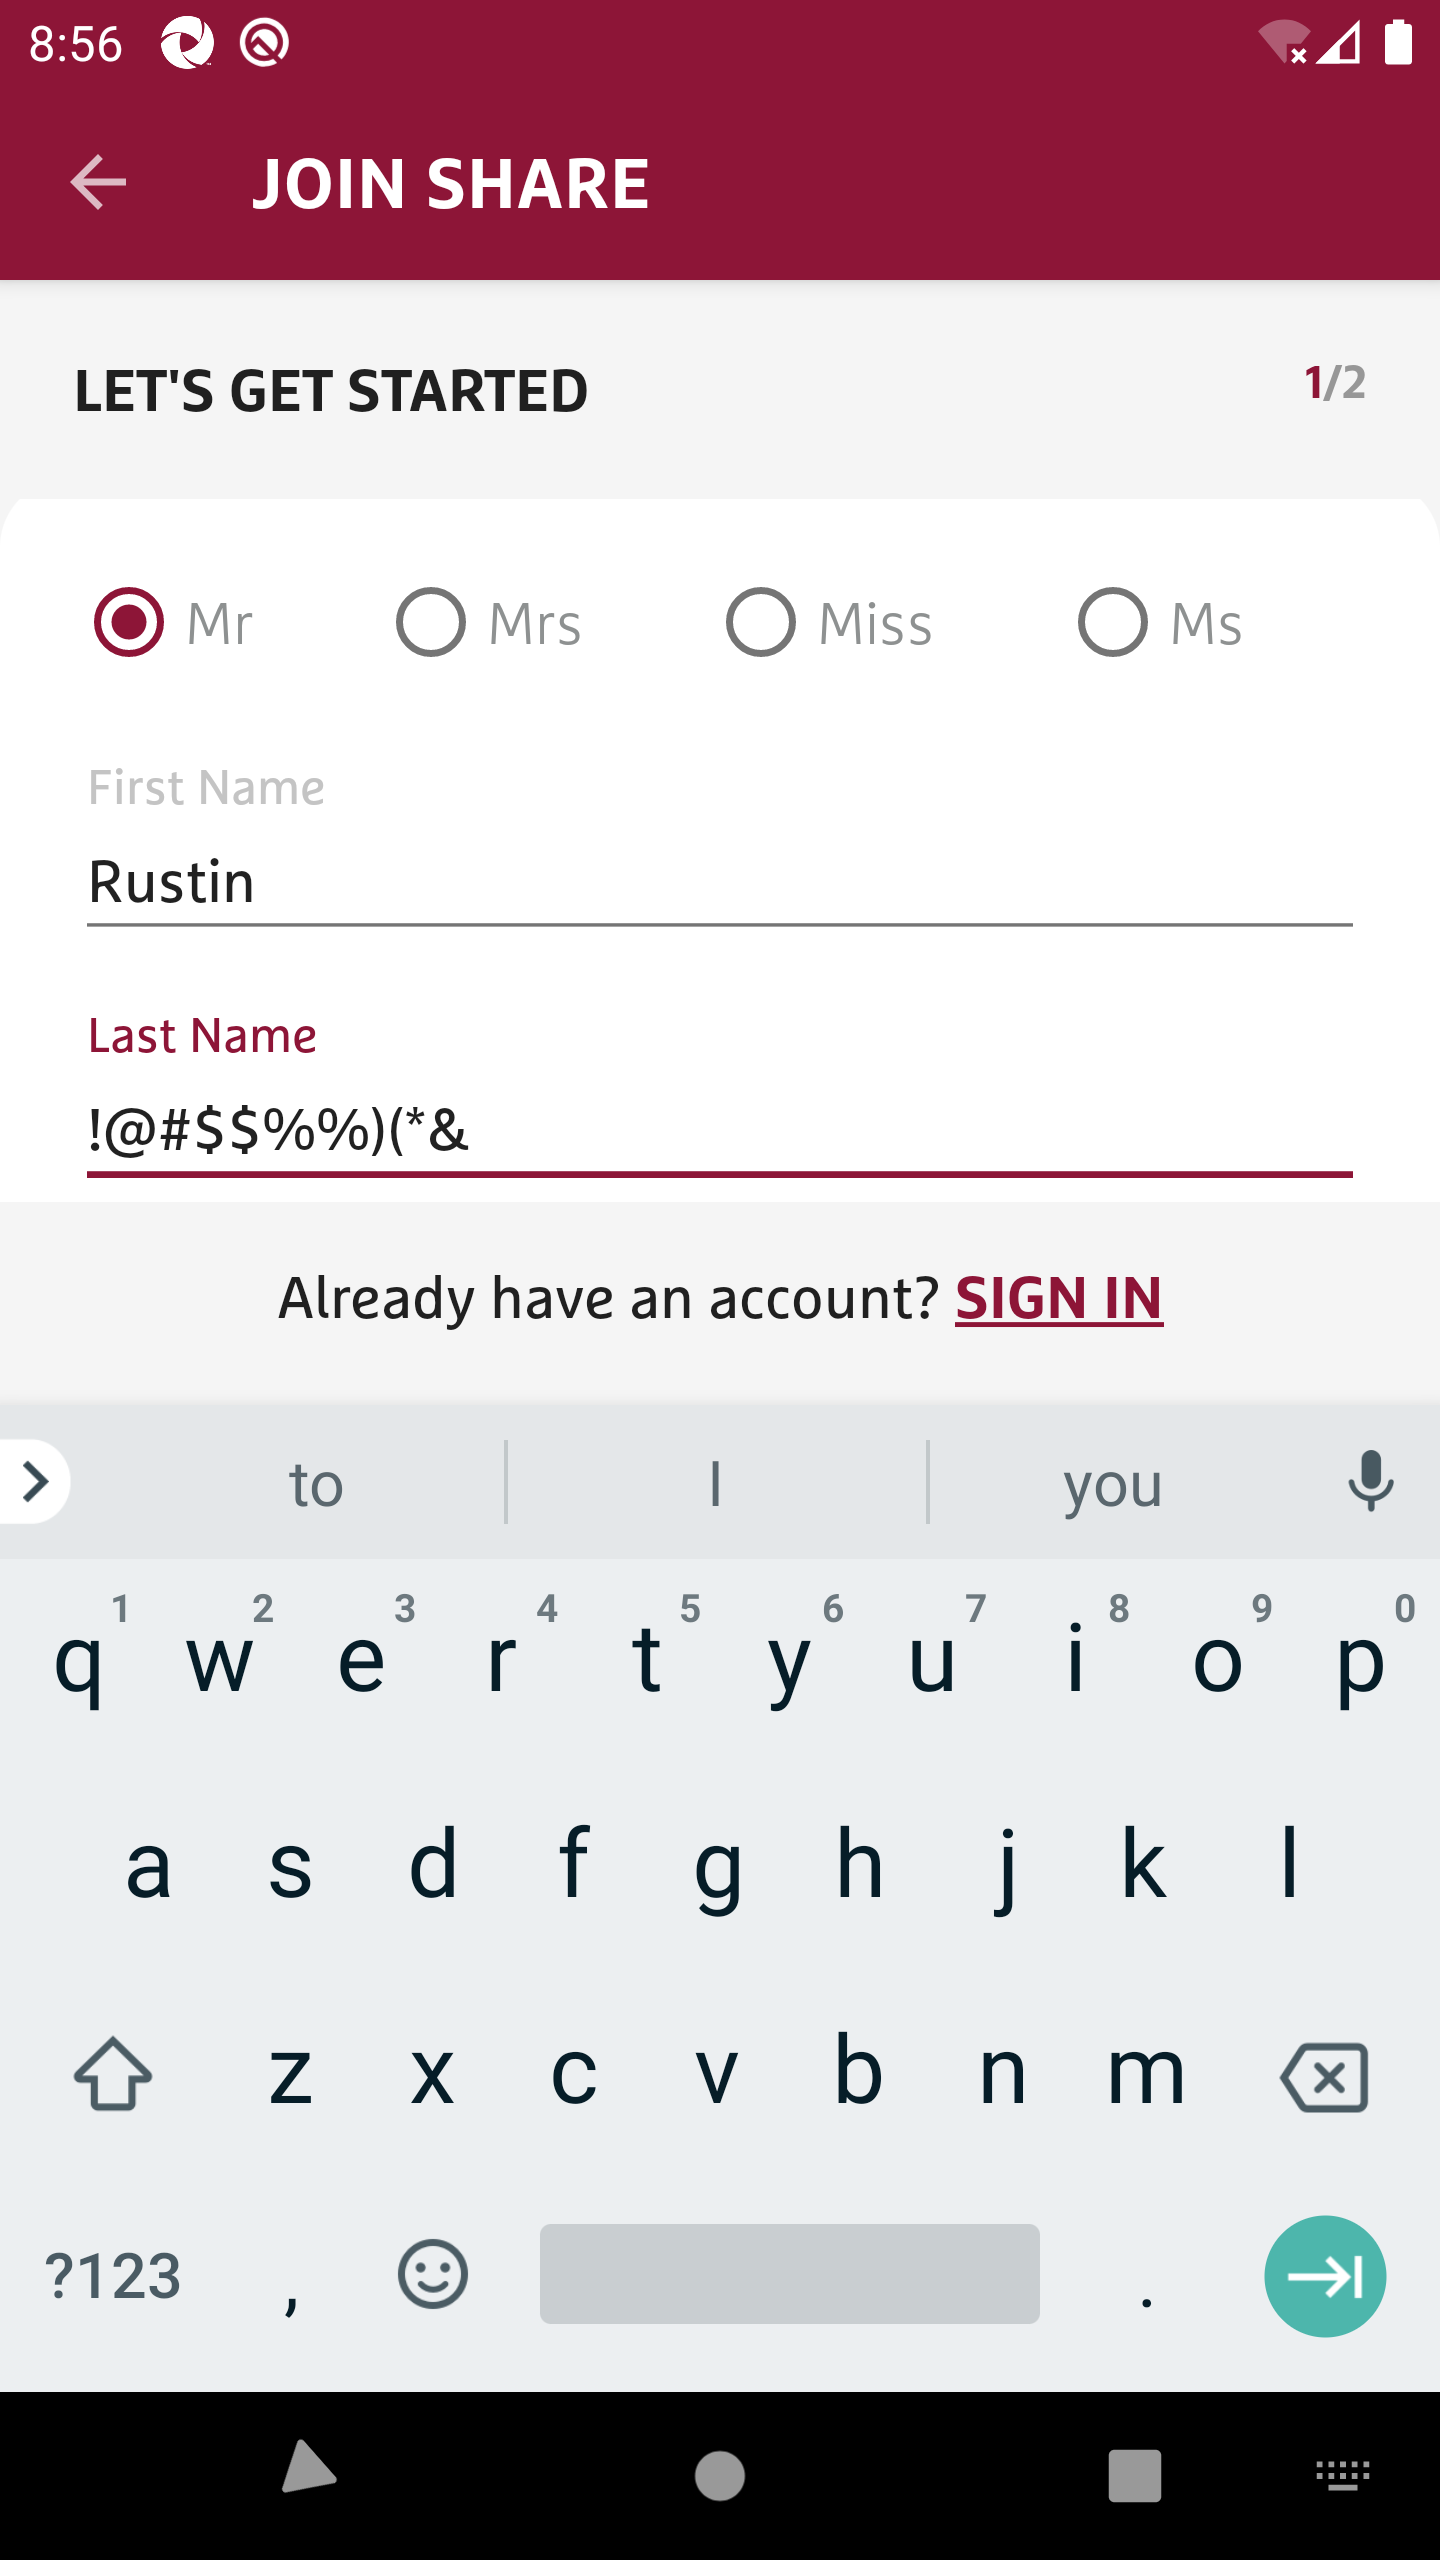 8:56
JOIN SHARE
LET'S GET STARTED 1/2
Mr Mrs Miss Ms
First Name
Rustin
Last Name
!@#$$%%)(*&
Already have an account? SIGN IN
to I you
1 2 3 4 5 6 7 8 9 0
q w e r t y u i o p
a s d f g h j k l
z x c v b n m
?123 , .